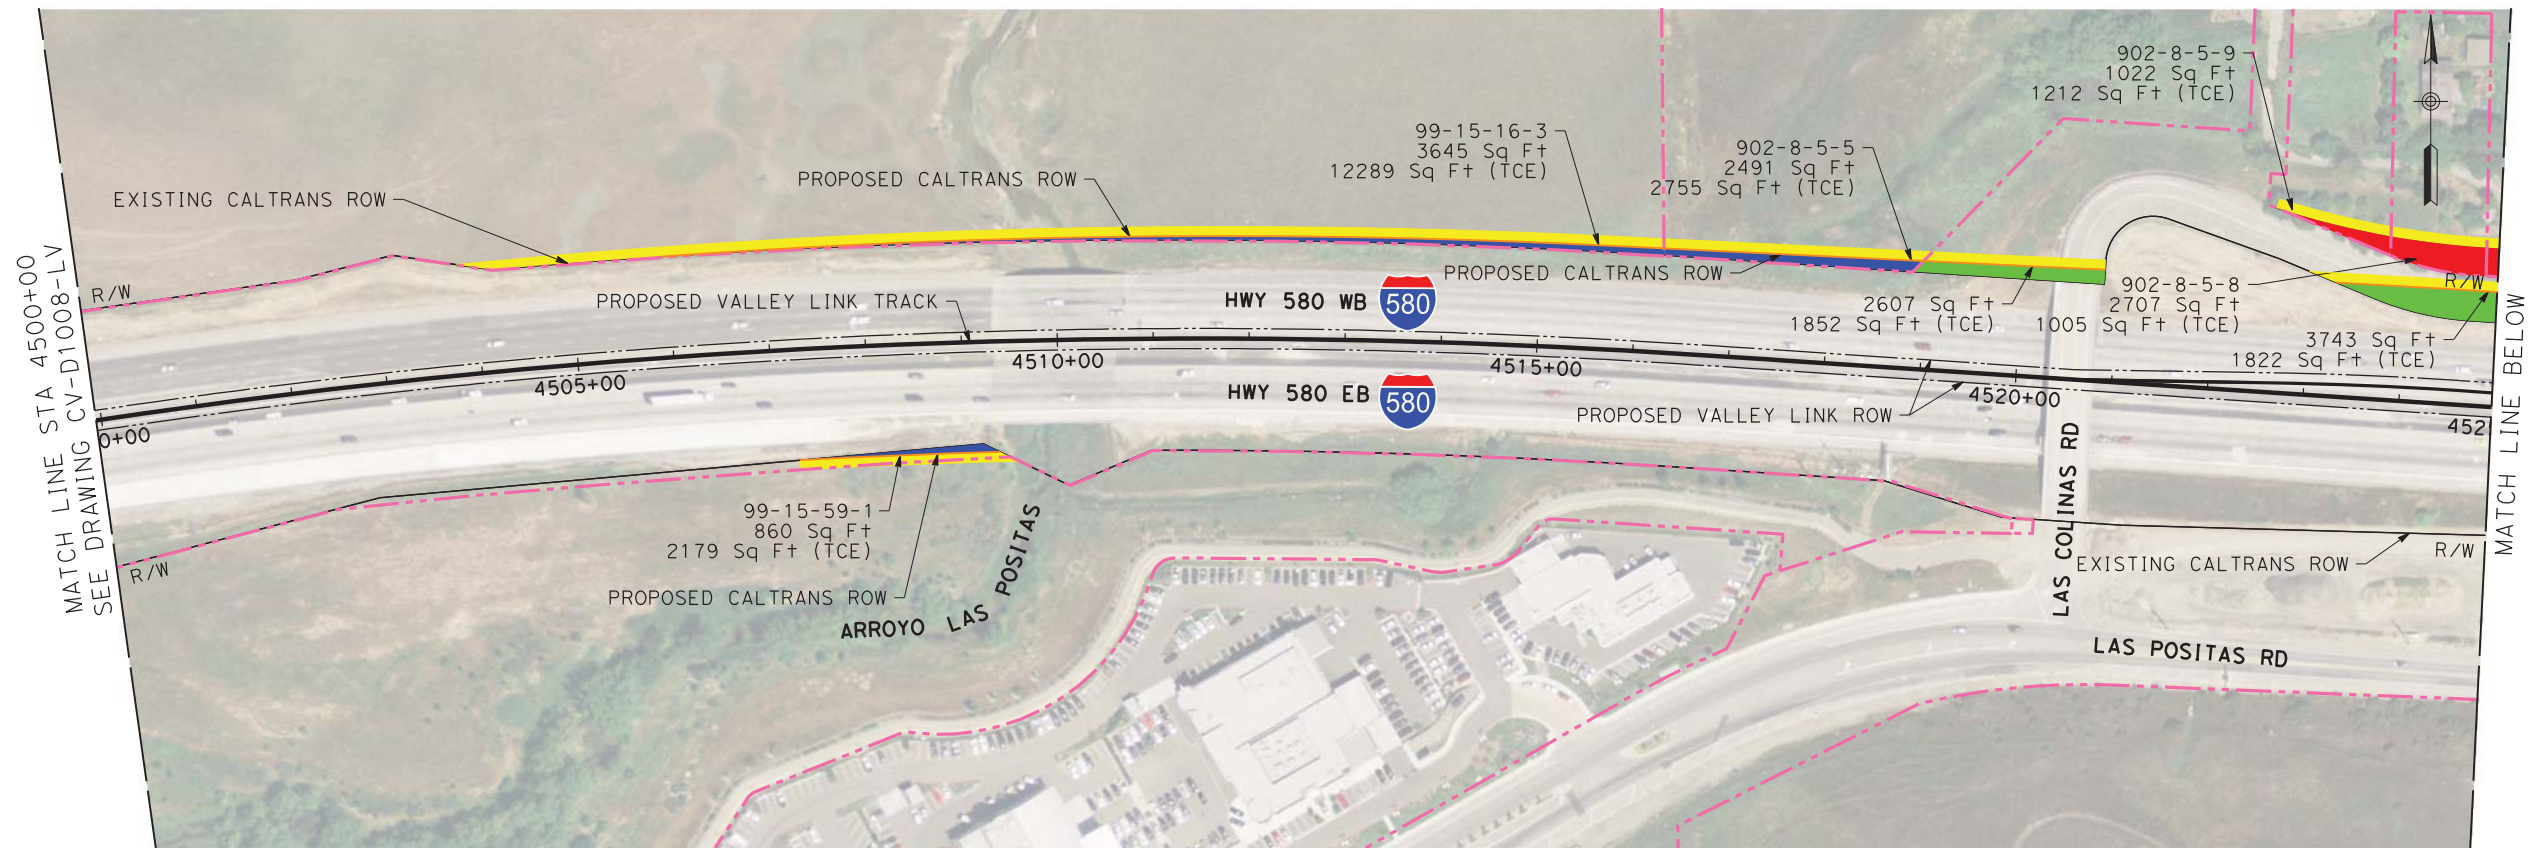 MATCH LINE STA 4500+00
SEE DRAWING CV-D1008-LV
EXISTING CALTRANS ROW
R/W
PROPOSED CALTRANS ROW
PROPOSED VALLEY LINK TRACK
99-15-16-3
3645 Sq Ft
12289 Sq Ft (TCE)
902-8-5-5
2491 Sq Ft
2755 Sq Ft (TCE)
902-8-5-9
1022 Sq Ft
1212 Sq Ft (TCE)
PROPOSED CALTRANS ROW
HWY 580 WB
580
2607 Sq Ft
1852 Sq Ft (TCE)
902-8-5-8
2707 Sq Ft
1005 Sq Ft (TCE)
R/W
3743 Sq Ft
1822 Sq Ft (TCE)
0+00
4505+00
4510+00
4515+00
4520+00
452
HWY 580 EB
580
PROPOSED VALLEY LINK ROW
R/W
99-15-59-1
860 Sq Ft
2179 Sq Ft (TCE)
PROPOSED CALTRANS ROW
ARROYO LAS POSITAS
LAS COLINAS RD
EXISTING CALTRANS ROW
R/W
LAS POSITAS RD
MATCH LINE BELOW